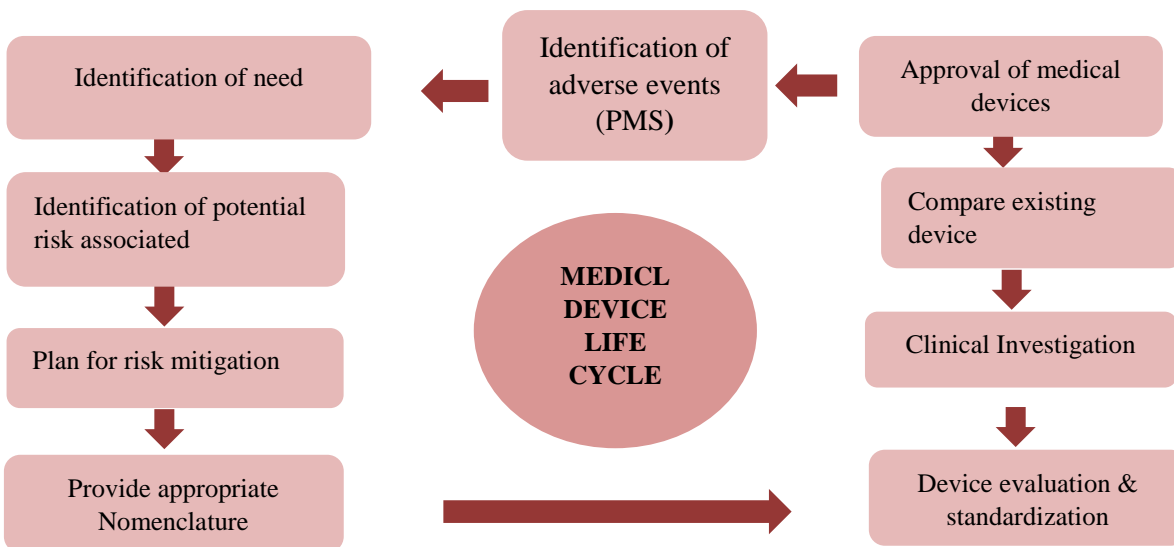 Identification of need
Identification of
adverse events
(PMS)
Approval of medical
devices
Identification of potential
risk associated
Compare existing
device
MEDICL
DEVICE
LIFE
CYCLE
Plan for risk mitigation
Clinical Investigation
Provide appropriate
Nomenclature
Device evaluation &
standardization